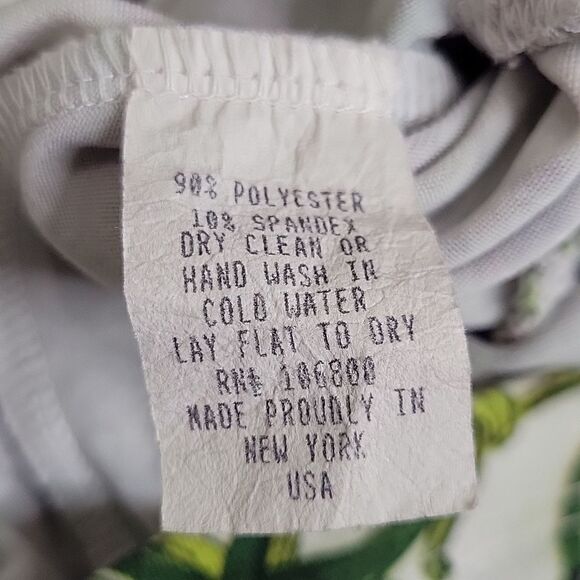 90% POLYESTER
10% SPANDEX
DRY CLEAN OR
HAND WASH IN
COLD WATER
LAY FLAT TO DRY
RN# 106800
MADE PROUDLY IN
NEW YORK
USA